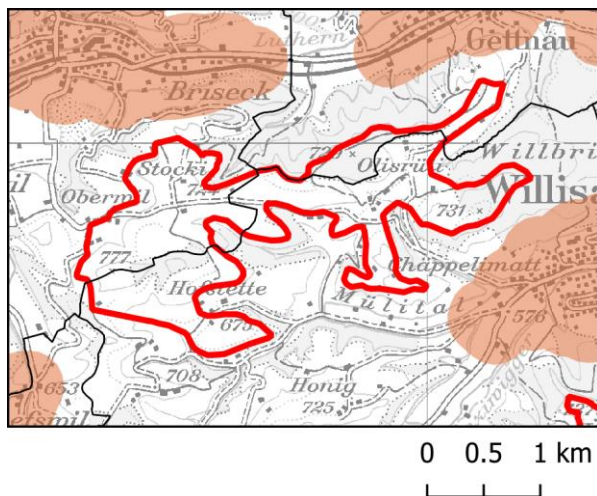 Luthern
Gettnau
Briseck
Willbri
Stocki
Olisrüti
Obermil
Willisa
731
777
Chäppelimatt
Hofstette
Mülital
675
576
708
653
Honig
725
0 0.5 1 km